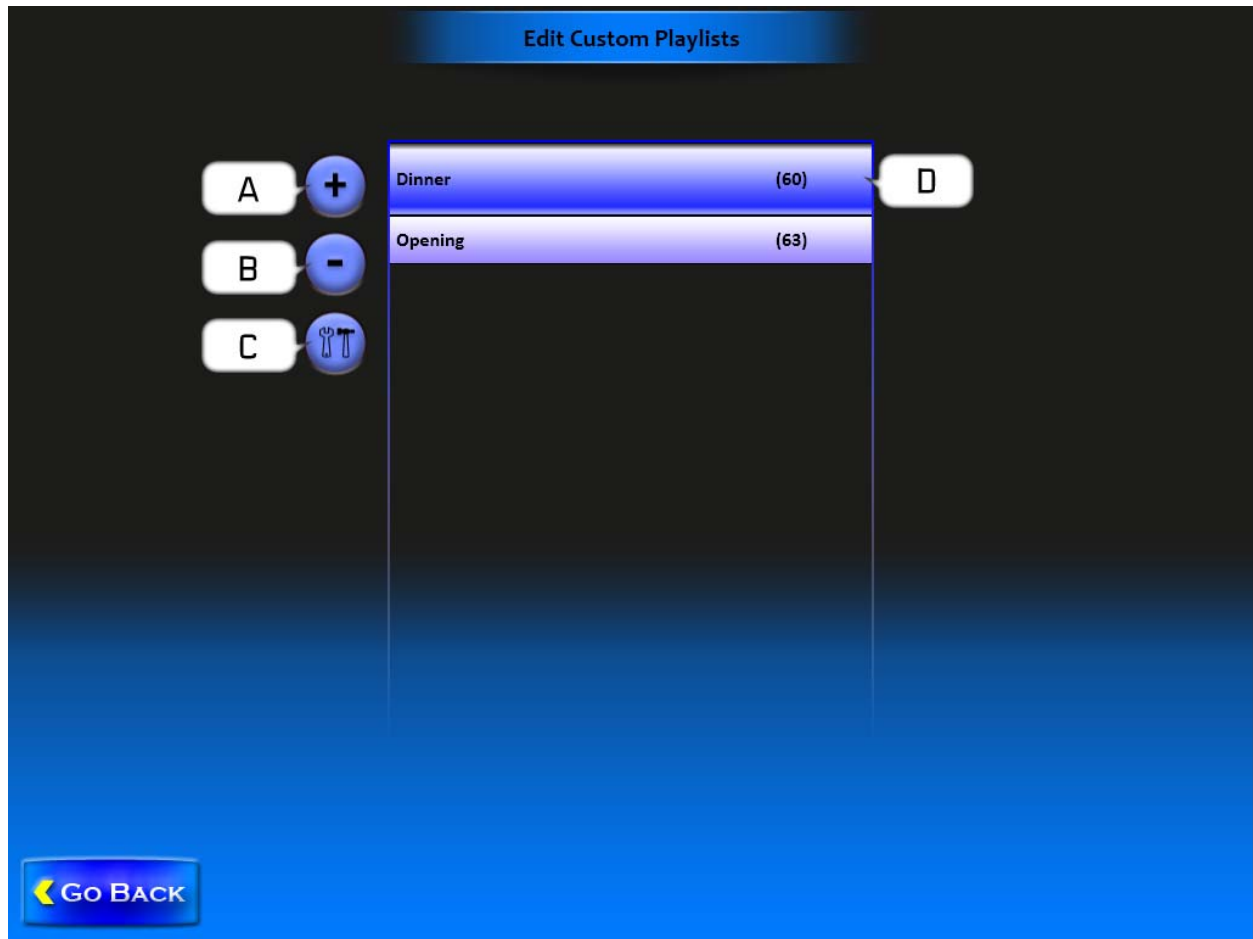 Edit Custom Playlists
A + Dinner (60) D
B - Opening (63)
C
Go Back